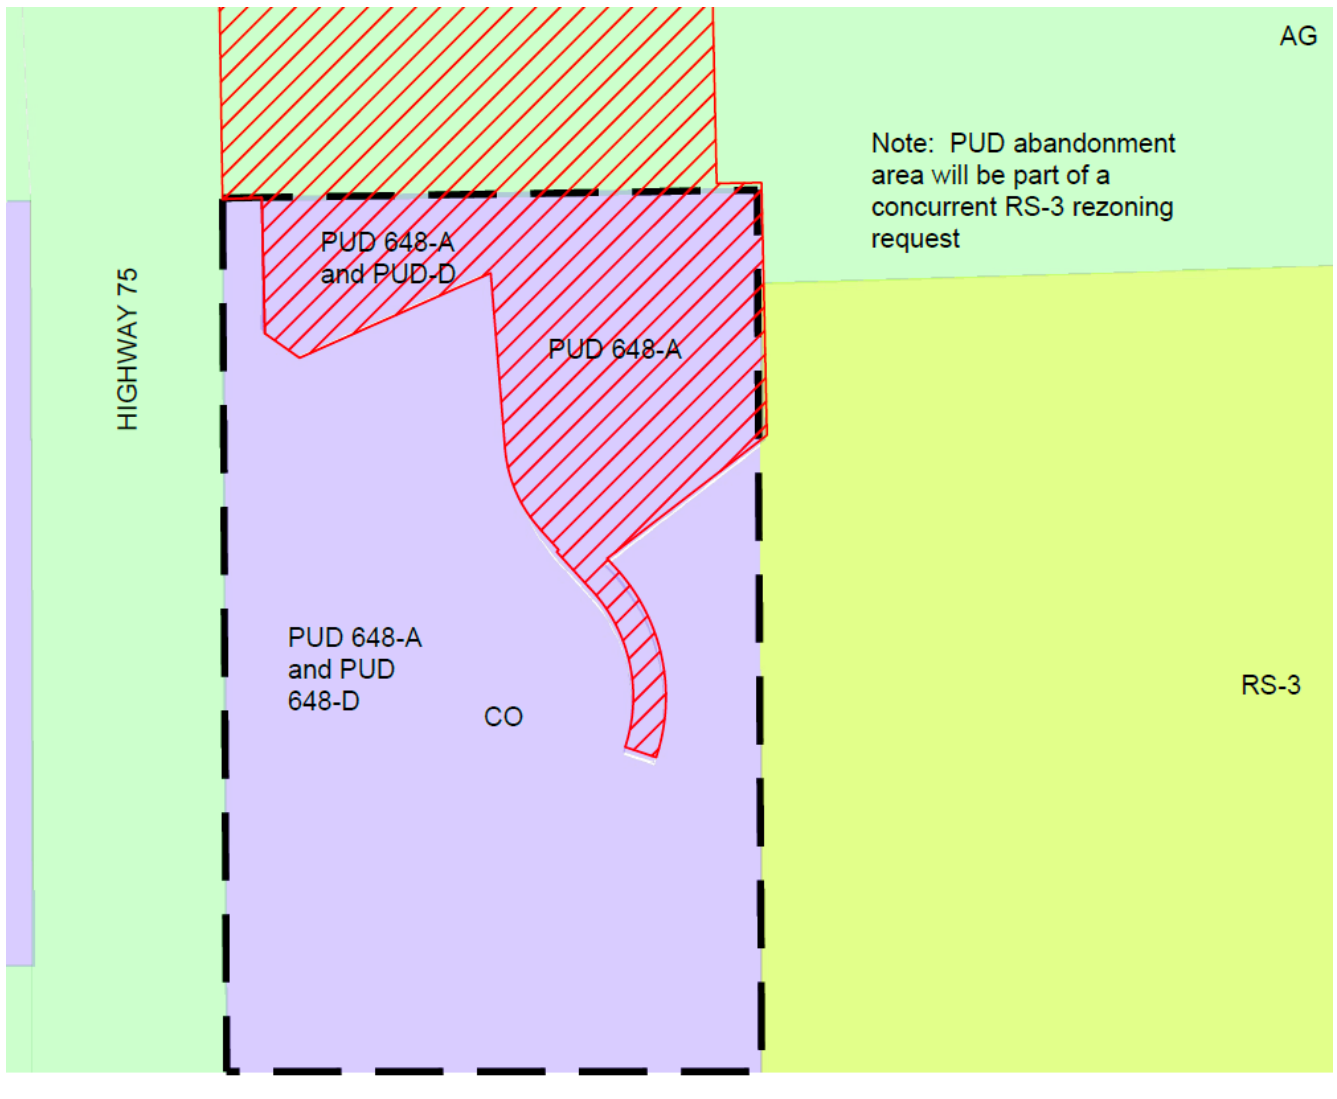 AG
Note: PUD abandonment
area will be part of a
concurrent RS-3 rezoning
request
PUD 648-A
and PUD-D
HIGHWAY 75
PUD 648-A
PUD 648-A
and PUD
648-D
CO
RS-3